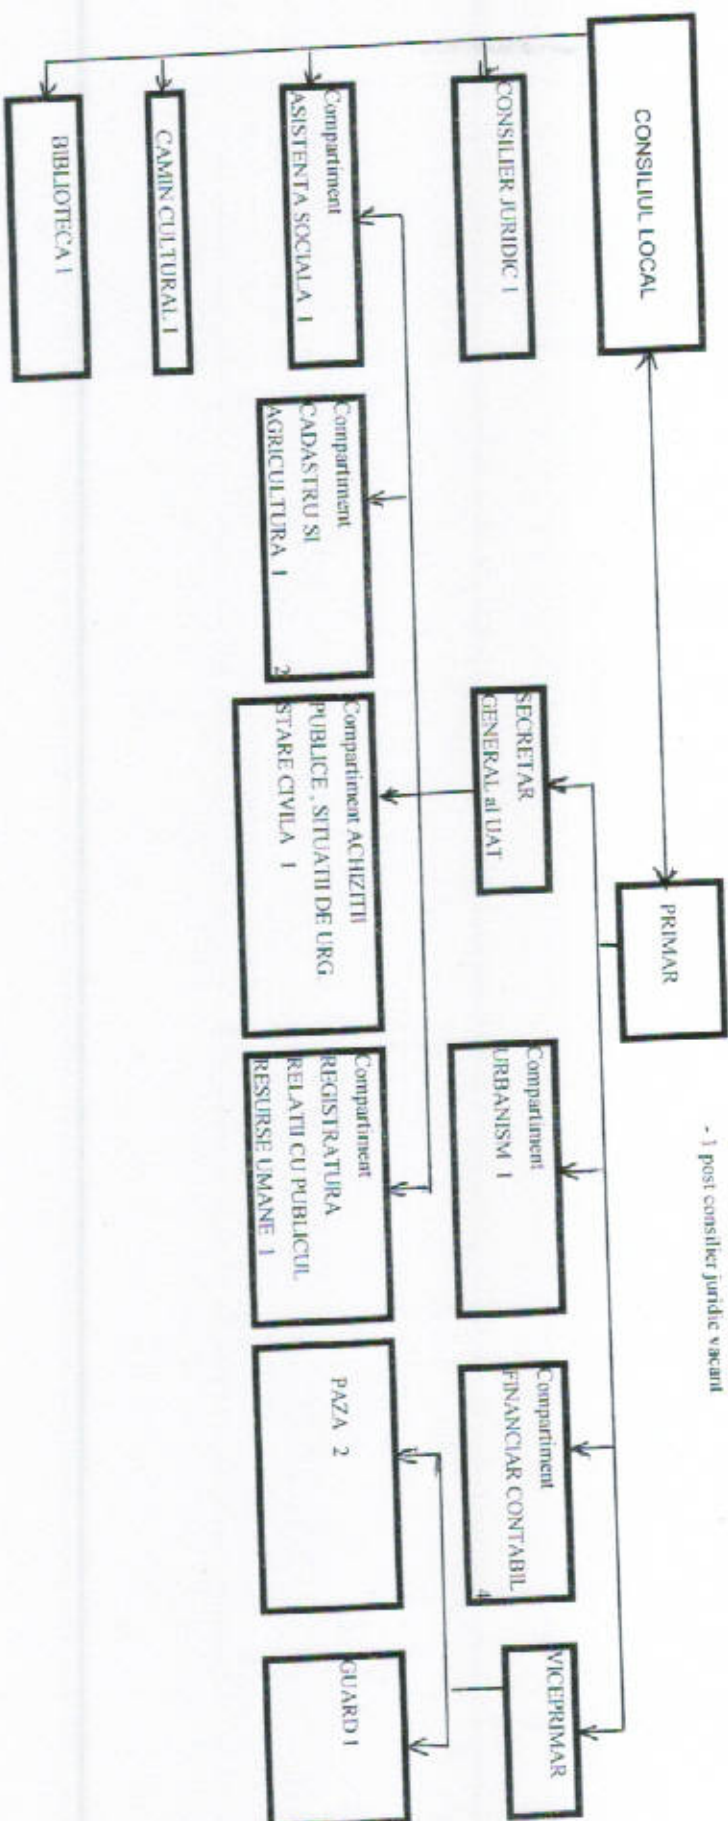 CONSILIUL LOCAL
PRIMAR
- 1 post consilier juridic vacant
CONSILIER JURIDIC 1
SECRETAR
GENERAL al UAT
Compartiment
URBANISM 1
Compartiment
FINANCIAR CONTABIL
4
VICEPRIMAR
Compartiment
ASISTENTA SOCIALA 1
Compartiment
CADASTRU SI
AGRICULTURA 1
2
Compartiment ACHIZITII
PUBLICE , SITUATII DE URG
STARE CIVILA 1
Compartiment
REGISTRATURA
RELATII CU PUBLICUL
RESURSE UMANE 1
PAZA 2
GUARD 1
CAMIN CULTURAL 1
BIBLIOTECA 1